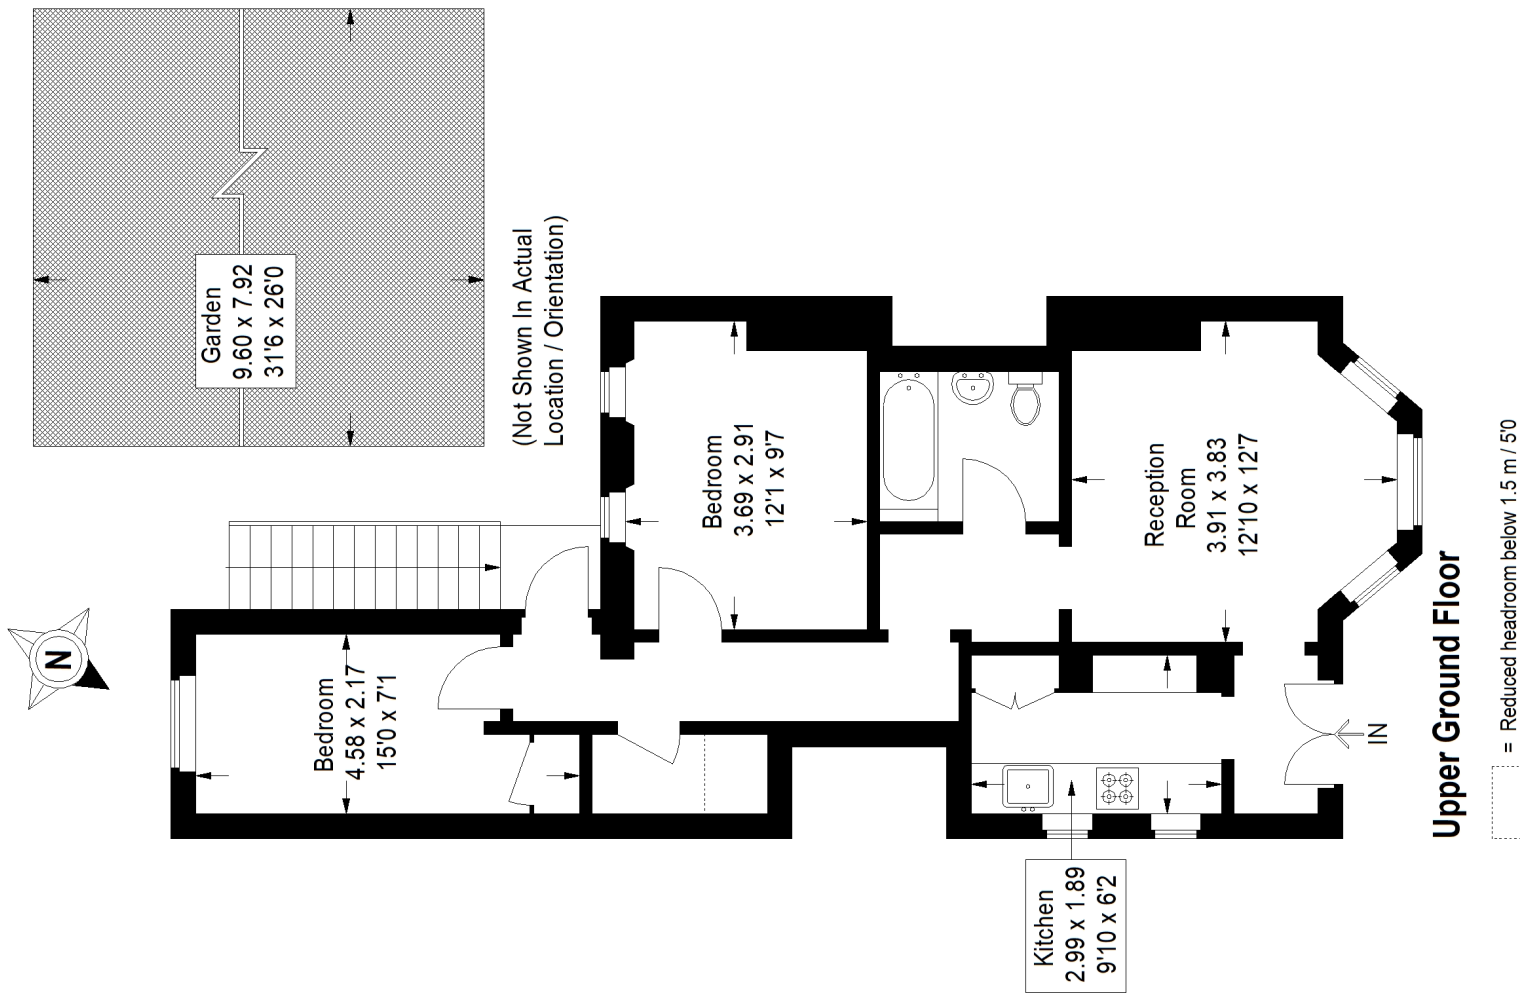 Garden
9.60 x 7.92
31'6 x 26'0
(Not Shown In Actual
Location / Orientation)
N
Bedroom
4.58 x 2.17
15'0 x 7'1
Bedroom
3.69 x 2.91
12'1 x 9'7
Reception
Room
3.91 x 3.83
12'10 x 12'7
Kitchen
2.99 x 1.89
9'10 x 6'2
IN
Upper Ground Floor
= Reduced headroom below 1.5 m / 5'0